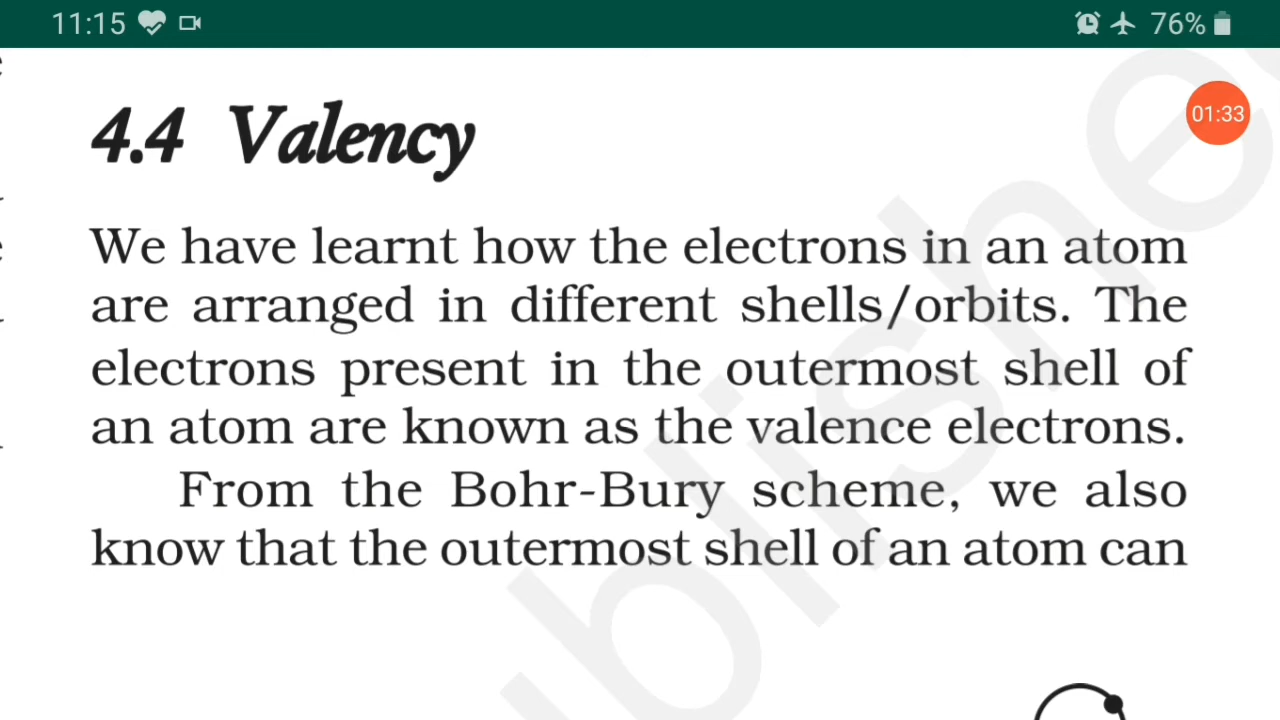 11:15 76%
01:33
4.4 Valency
We have learnt how the electrons in an atom
are arranged in different shells/orbits. The
electrons present in the outermost shell of
an atom are known as the valence electrons.
From the Bohr-Bury scheme, we also
know that the outermost shell of an atom can